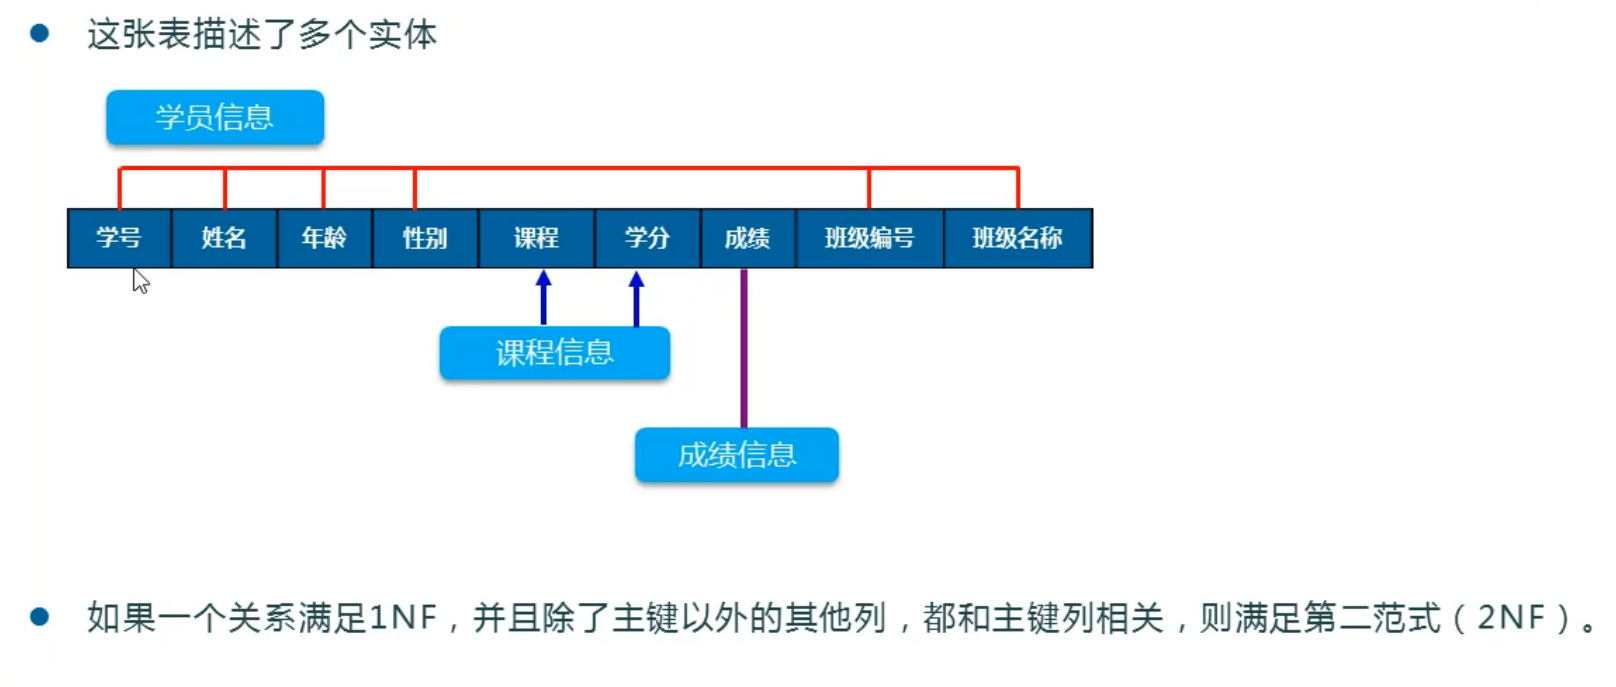 这张表描述了多个实体
学员信息
学号 姓名 年龄 性别 课程 学分 成绩 班级编号 班级名称
课程信息
成绩信息
如果一个关系满足1NF，并且除了主键以外的其他列，都和主键列相关，则满足第二范式（2NF）。